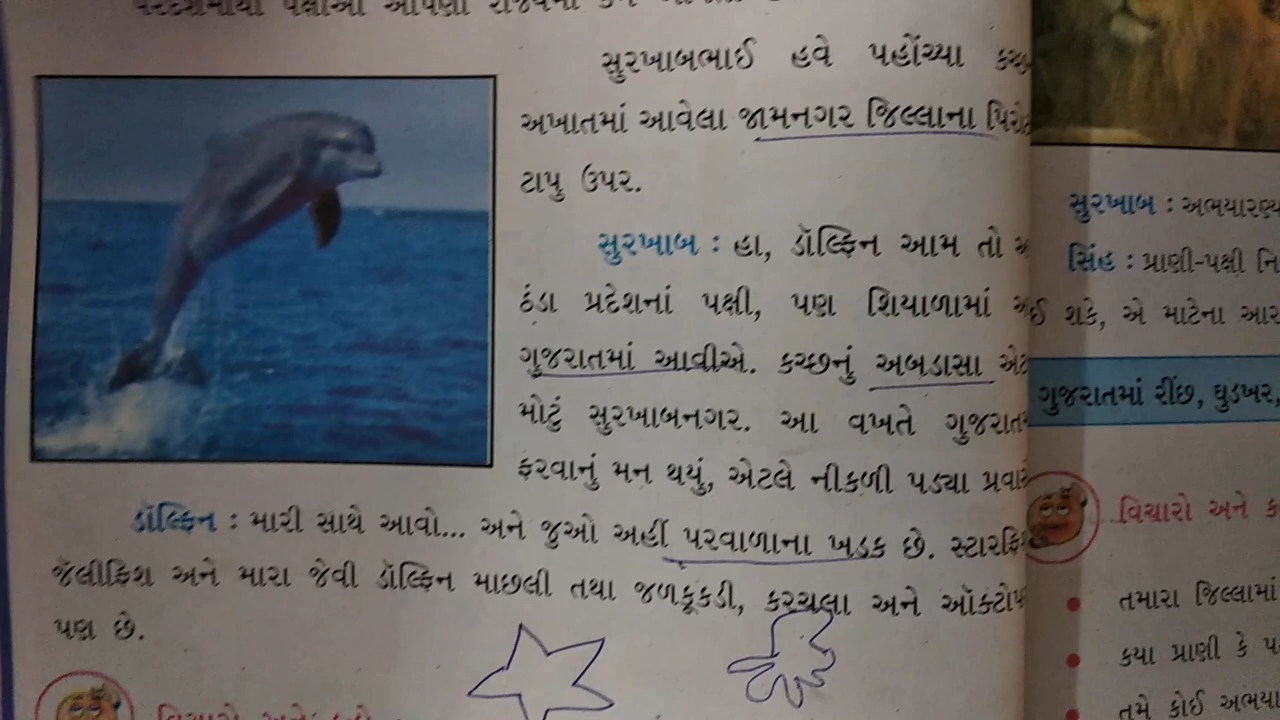 સુરખાબભાઈ હવે પહોંચ્યા
અખાતમાં આવેલા જામનગર જિલ્લાના
ટાપુ ઉપર.
સુરખાબ : હા, ડૉલ્ફિન આમ તો
ઠંડા પ્રદેશનાં પક્ષી, પણ શિયાળામાં
ગુજરાતમાં આવીએ. કચ્છનું અબડાસા
મોટું સુરખાબનગર. આ વખતે
ફરવાનું મન થયું, એટલે નીકળી પડ્યા
ડૉલ્ફિન : મારી સાથે આવો... અને જુઓ અહીં પરવાળાના ખડક છે.
જૅલીફિશ અને મારા જેવી ડૉલ્ફિન માછલી તથા જળકૂકડી, કરચલા અને
પણ છે.
સુરખાબ :
સિંહ : પ્રાણી-પક્ષી
શકે, એ માટેના
ગુજરાતમાં રીંછ, ઘુડખર,
વિચારો અને
તમારા જિલ્લામાં
કયા પ્રાણી કે
તમે કોઈ